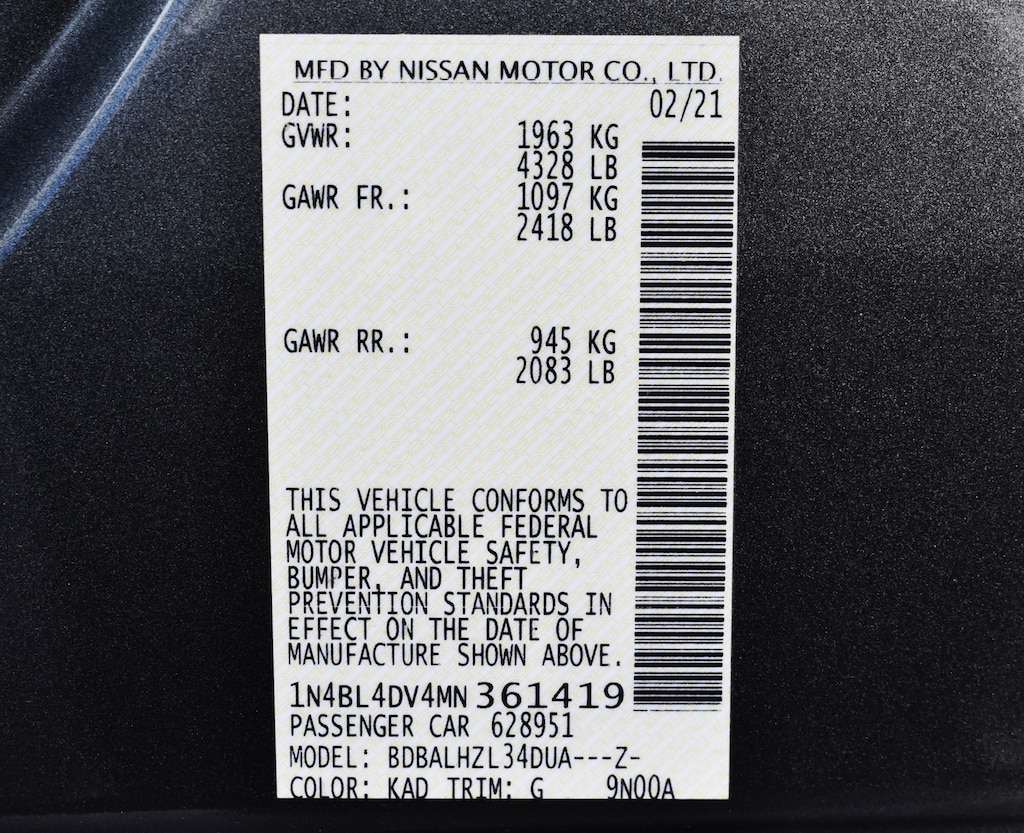 MFD BY NISSAN MOTOR CO., LTD.
DATE: 02/21
GVWR: 1963 KG
4328 LB
GAWR FR.: 1097 KG
2418 LB
GAWR RR.: 945 KG
2083 LB
THIS VEHICLE CONFORMS TO
ALL APPLICABLE FEDERAL
MOTOR VEHICLE SAFETY,
BUMPER, AND THEFT
PREVENTION STANDARDS IN
EFFECT ON THE DATE OF
MANUFACTURE SHOWN ABOVE.
1N4BL4DV4MN361419
PASSENGER CAR 628951
MODEL: BDBALHZL34DUA---Z-
COLOR: KAD TRIM: G 9N00A